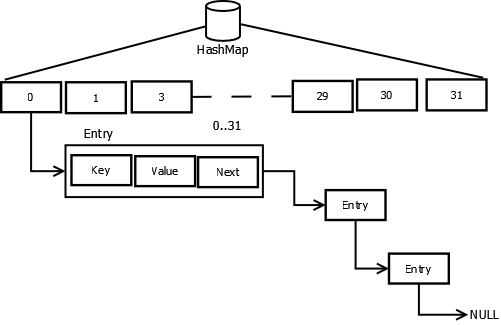 HashMap
0
1
3
29
30
31
0..31
Entry
Key
Value
Next
Entry
Entry
NULL